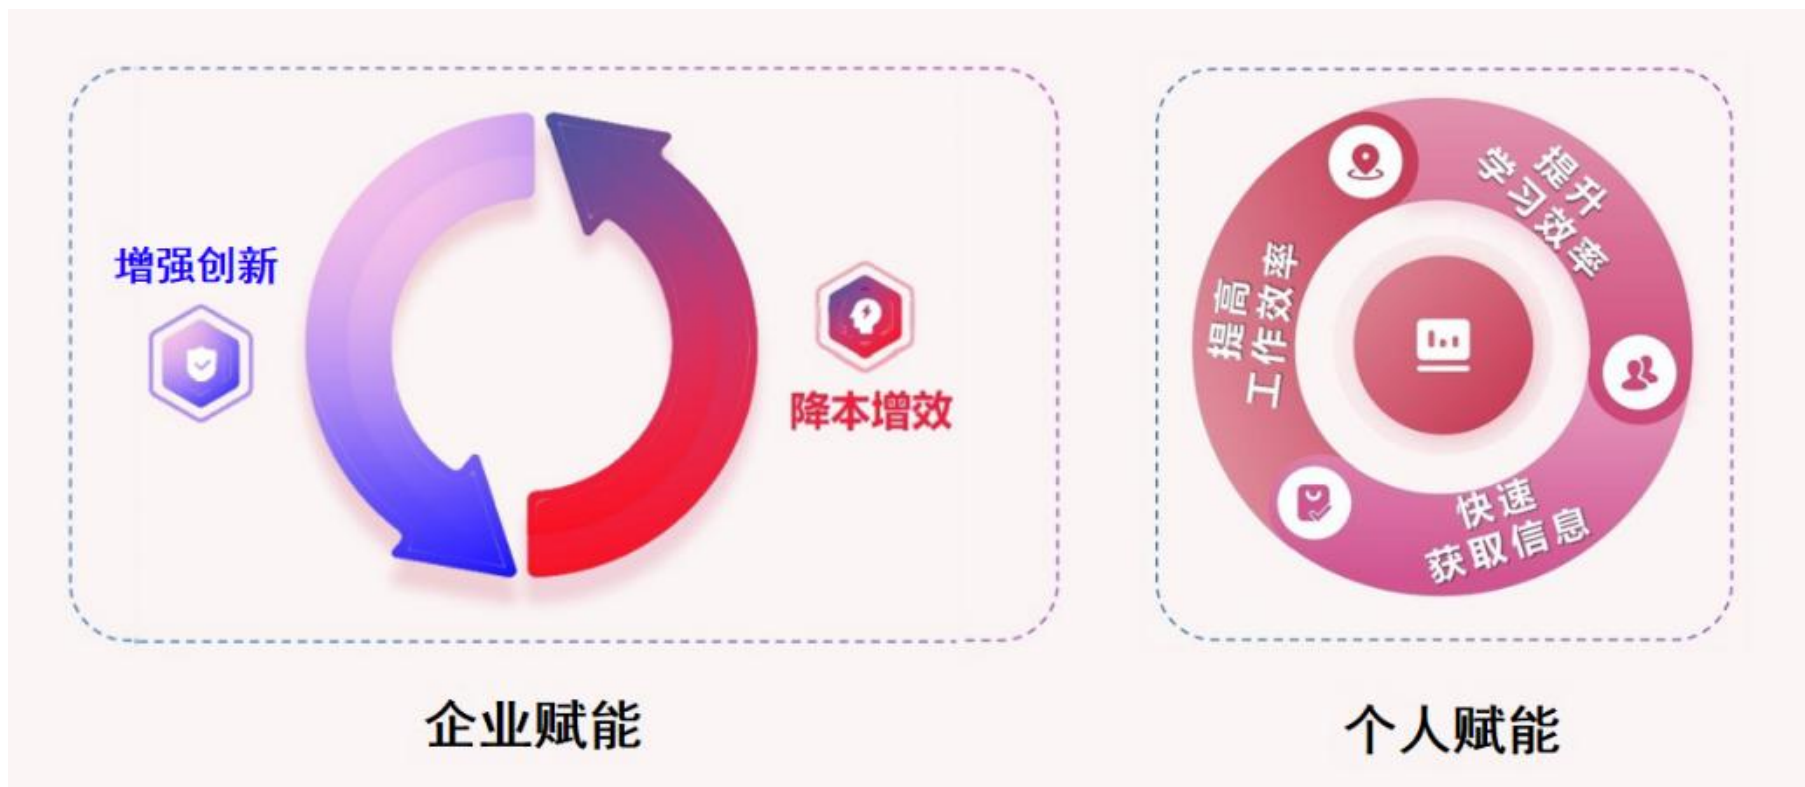 增强创新
降本增效
企业赋能
提升
学习效率
提高
工作效率
快速
获取信息
个人赋能